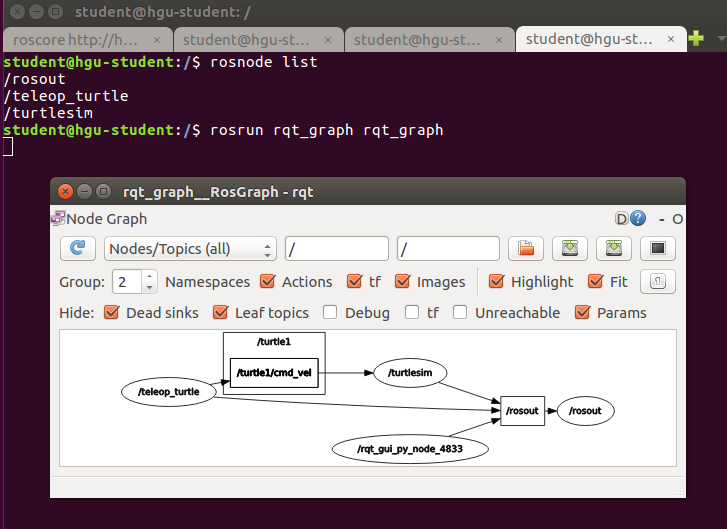 student@hgu-student: /
roscore http://h... × student@hgu-st... × student@hgu-st... × student@hgu-st... ×
student@hgu-student:/$ rosnode list
/rosout
/teleop_turtle
/turtlesim
student@hgu-student:/$ rosrun rqt_graph rqt_graph
rqt_graph__RosGraph - rqt
Node Graph D ? - O
Nodes/Topics (all) / /
Group: 2 Namespaces Actions tf Images Highlight Fit
Hide: Dead sinks Leaf topics Debug tf Unreachable Params
/turtle1
/turtle1/cmd_vel /turtlesim
/teleop_turtle
/rosout /rosout
/rqt_gui_py_node_4833